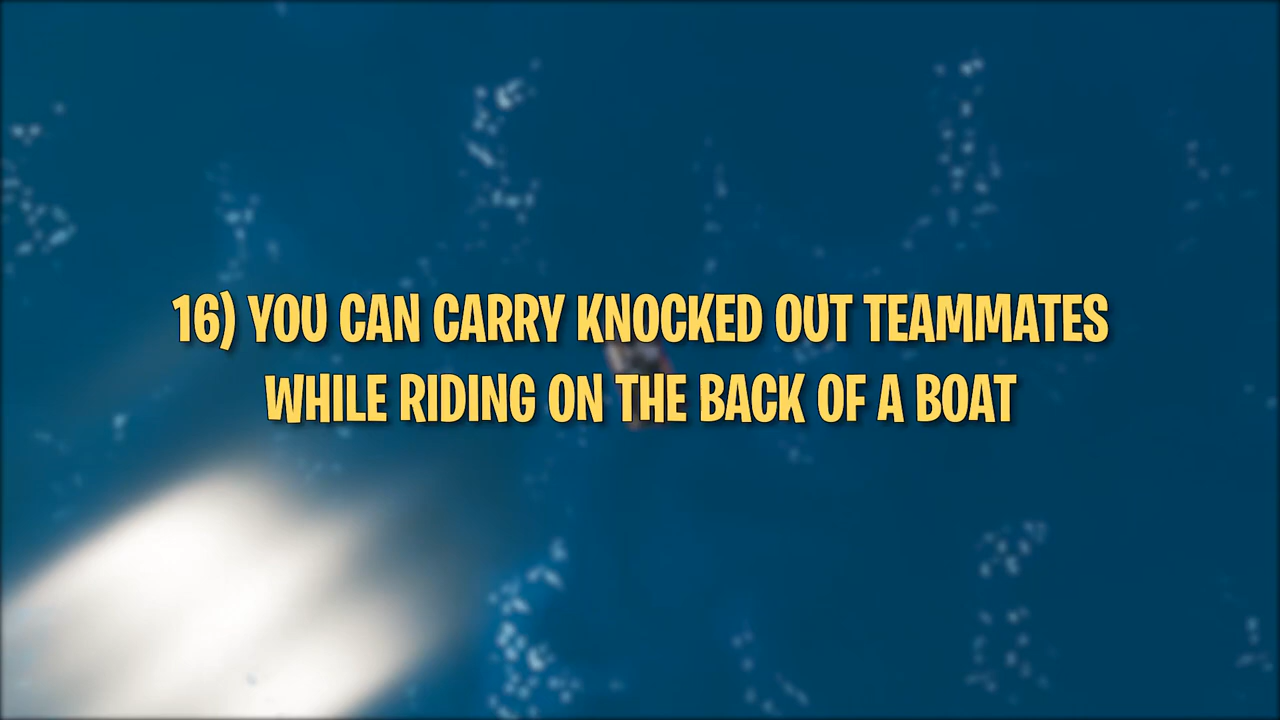 16) YOU CAN CARRY KNOCKED OUT TEAMMATES
WHILE RIDING ON THE BACK OF A BOAT